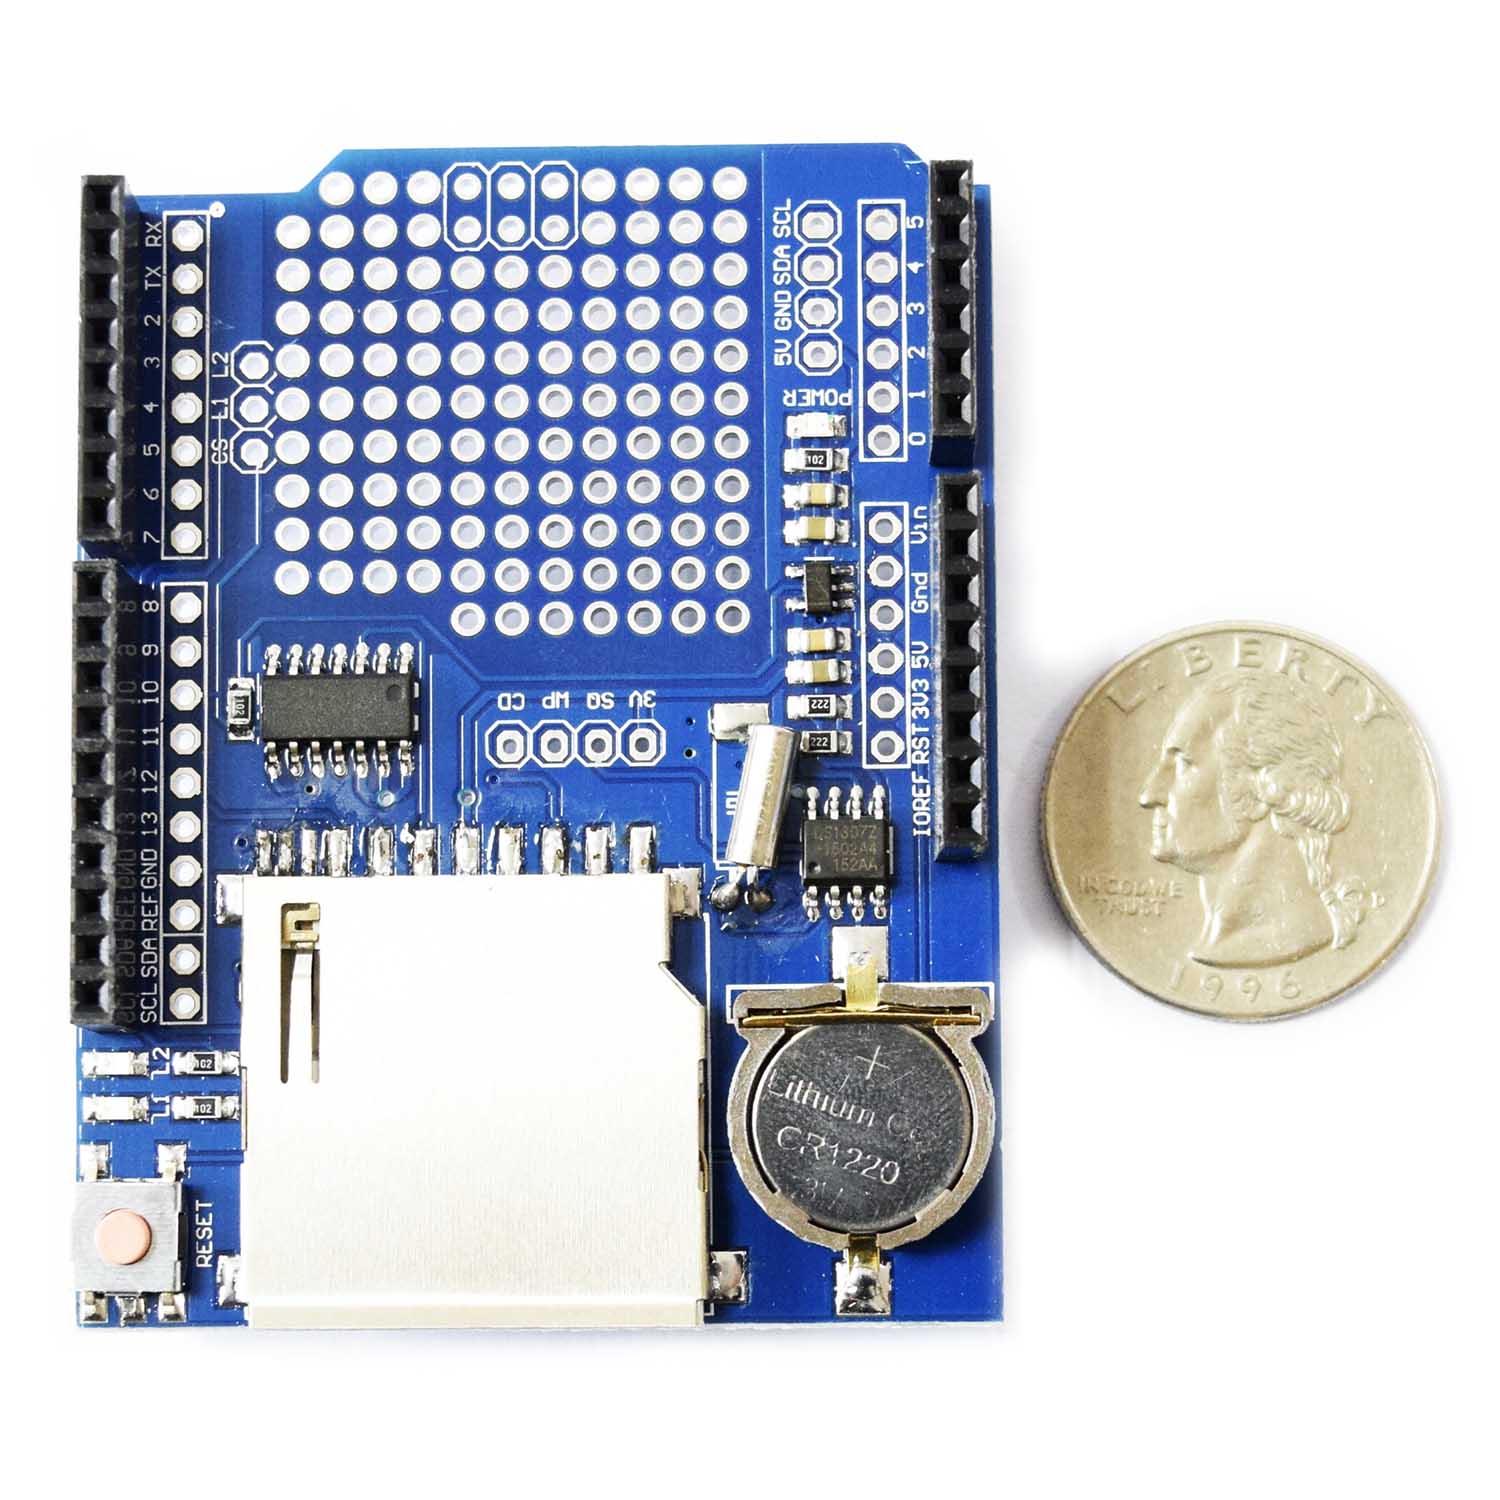 RX
TX
2
3
4
5
6
7
L2
L1
CS
8
9
10
11
12
13
GND
REF
SDA
SCL
5V GND SDA SCL
POWER
5
4
3
2
1
0
102
Vin
Gnd
5V
3V3
RST
IOREF
222
222
102
CD WP SQ 3V
152AA
L2
102
L1
102
RESET
+
Lithium
CR1220
LIBERTY
IN GOD WE
TRUST
D
1996